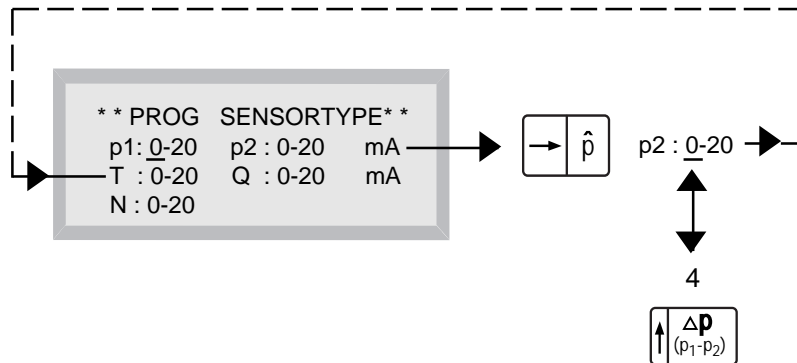 * * PROG SENSORTYPE* *
p1: 0-20 p2 : 0-20 mA
T : 0-20 Q : 0-20 mA
N : 0-20
→ p̂
p2 : 0-20
4
↑ △p
(p₁-p₂)